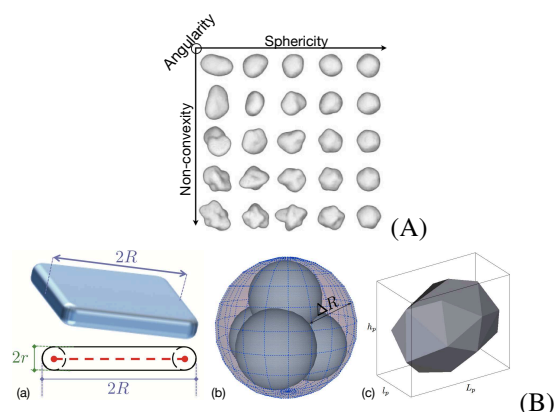 Angularity
Sphericity
Non-convexity
(A)
2R
2r
2R
(a)
ΔR
(b)
h_p
l_p
L_p
(c)
(B)